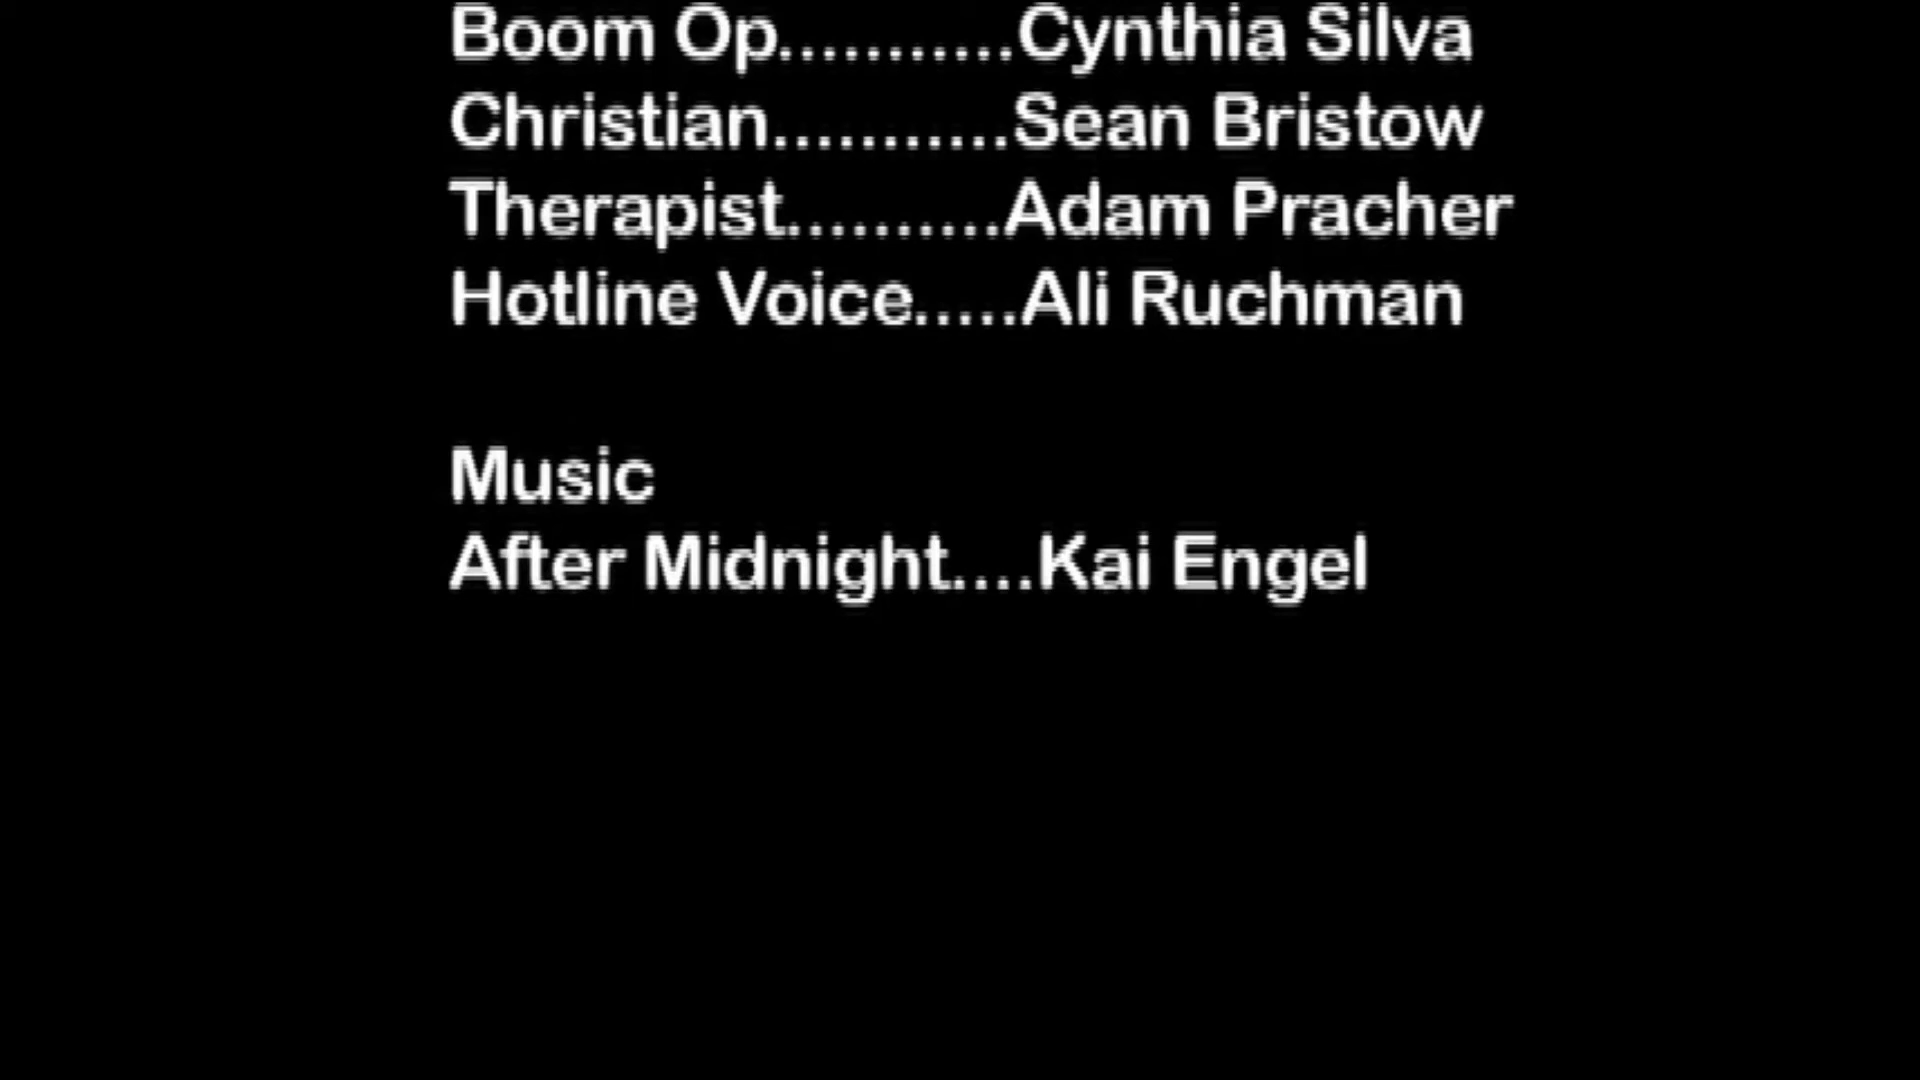 Boom Op...........Cynthia Silva
Christian...........Sean Bristow
Therapist..........Adam Pracher
Hotline Voice.....Ali Ruchman
Music
After Midnight....Kai Engel